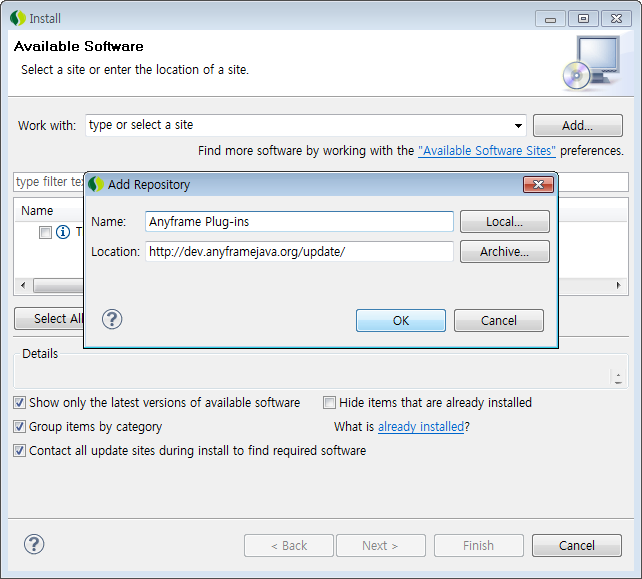 Install
Available Software
Select a site or enter the location of a site.
Work with: type or select a site Add...
Find more software by working with the "Available Software Sites" preferences.
type filter te
Name
T
Add Repository
Name: Anyframe Plug-ins Local...
Location: http://dev.anyframejava.org/update/ Archive...
OK Cancel
Select All
Details
Show only the latest versions of available software Hide items that are already installed
Group items by category What is already installed?
Contact all update sites during install to find required software
< Back Next > Finish Cancel